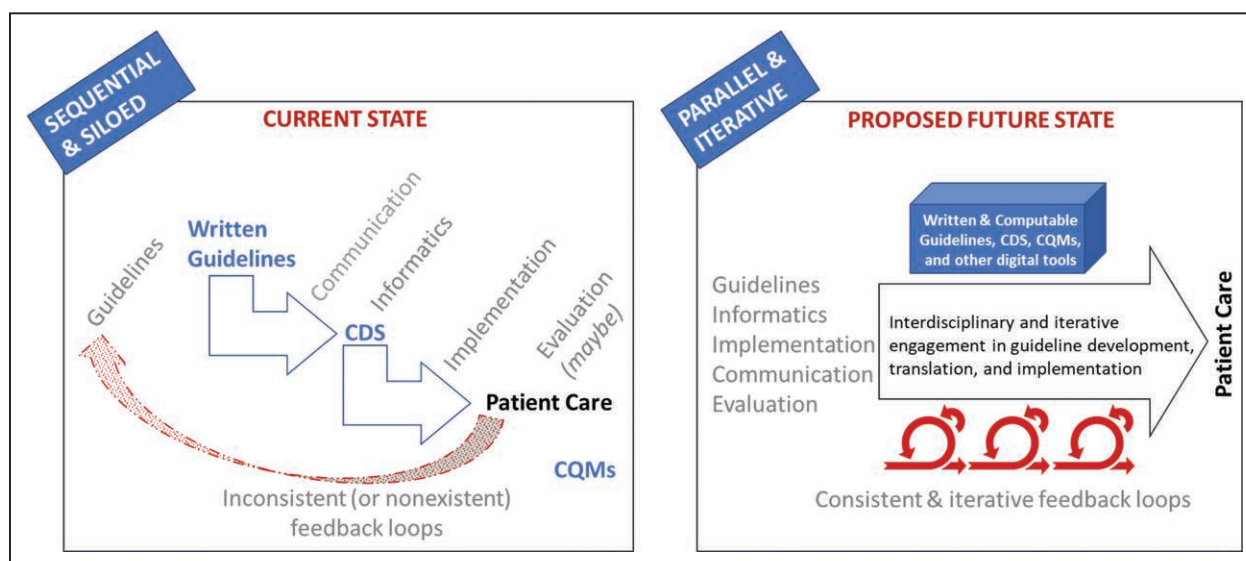 SEQUENTIAL
& SILOED
CURRENT STATE
Guidelines
Written
Guidelines
Communication
Informatics
CDS
Implementation
Evaluation
(maybe)
Patient Care
CQMs
Inconsistent (or nonexistent)
feedback loops
PARALLEL &
ITERATIVE
PROPOSED FUTURE STATE
Written & Computable
Guidelines, CDS, CQMs,
and other digital tools
Guidelines
Informatics
Implementation
Communication
Evaluation
Interdisciplinary and iterative
engagement in guideline development,
translation, and implementation
Patient Care
Consistent & iterative feedback loops